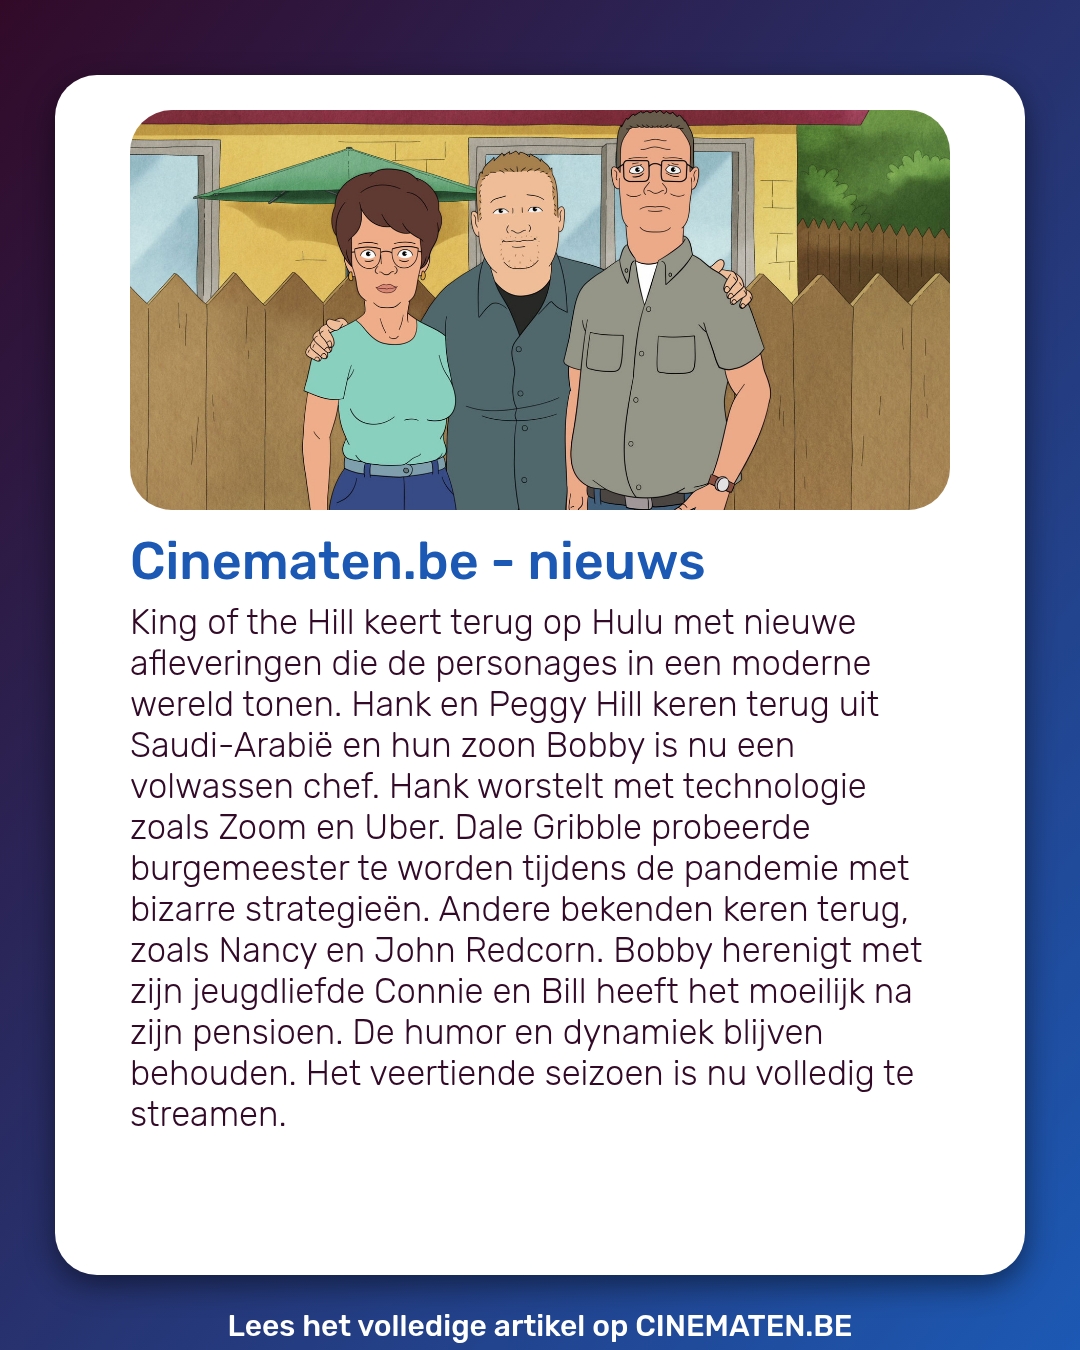 Cinematen.be - nieuws
King of the Hill keert terug op Hulu met nieuwe
afleveringen die de personages in een moderne
wereld tonen. Hank en Peggy Hill keren terug uit
Saudi-Arabië en hun zoon Bobby is nu een
volwassen chef. Hank worstelt met technologie
zoals Zoom en Uber. Dale Gribble probeerde
burgemeester te worden tijdens de pandemie met
bizarre strategieën. Andere bekenden keren terug,
zoals Nancy en John Redcorn. Bobby herenigt met
zijn jeugdliefde Connie en Bill heeft het moeilijk na
zijn pensioen. De humor en dynamiek blijven
behouden. Het veertiende seizoen is nu volledig te
streamen.
Lees het volledige artikel op CINEMATEN.BE